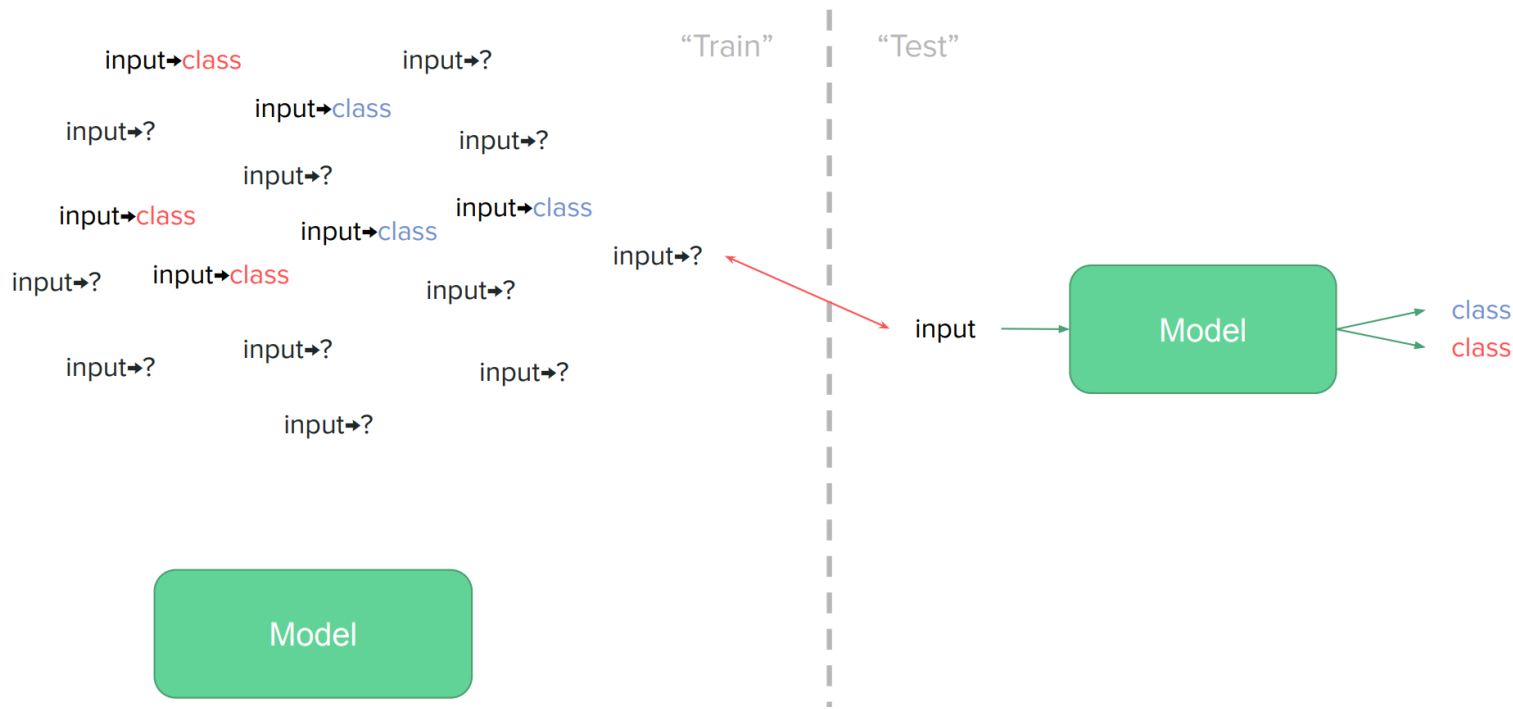 “Train”
“Test”
input→class
input→?
input→class
input→?
input→?
input→?
input→class
input→class
input→class
input→?
input→?
input→class
input→?
input→?
input→?
input→?
input→?
input
Model
class
class
Model